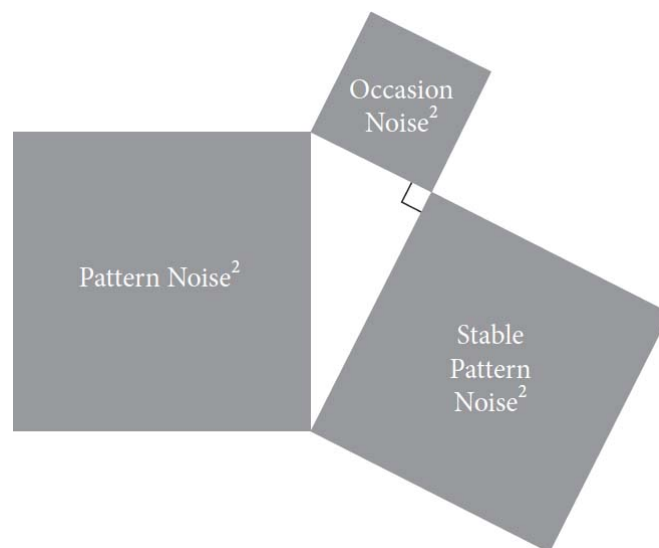 Occasion
Noise²
Pattern Noise²
Stable
Pattern
Noise²